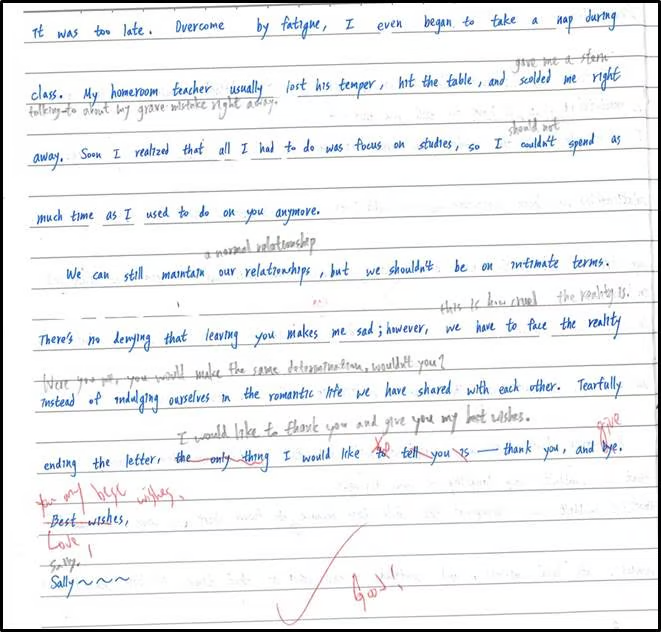 it was too late. Overcome by fatigue, I even began to take a nap during
gave me a stern
class. My homeroom teacher usually lost his temper, hit the table, and scolded me right
talking-to about my grave mistake right away.
should not
away. Soon I realized that all I had to do was focus on studies, so I couldn't spend as
much time as I used to do on you anymore.
a normal relationship
We can still maintain our relationships, but we shouldn't be on intimate terms.
this is how cruel the reality is.
There's no denying that leaving you makes me sad; however, we have to face the reality
Were you me, you would make the same determination, wouldn't you?
instead of indulging ourselves in the romantic life we have shared with each other. Tearfully
I would like to thank you and give you my best wishes.
give
ending the letter, the only thing I would like to tell you is — thank you, and bye.
you my best wishes.
Best wishes,
Love,
Sally.
Sally~~~
Good!